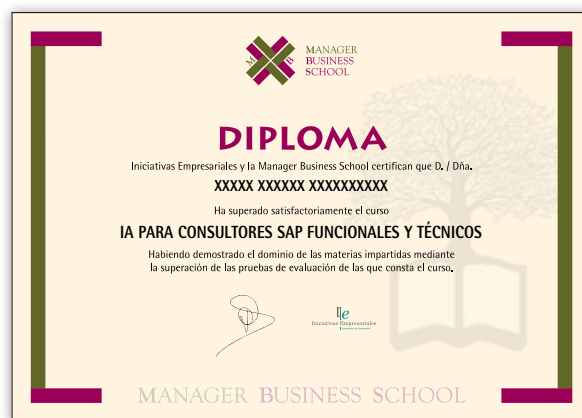 M B
MANAGER
BUSINESS
SCHOOL
DIPLOMA
Iniciativas Empresariales y la Manager Business School certifican que D. / Dña.
XXXXX XXXXXX XXXXXXXXXX
Ha superado satisfactoriamente el curso
IA PARA CONSULTORES SAP FUNCIONALES Y TÉCNICOS
Habiendo demostrado el dominio de las materias impartidas mediante
la superación de las pruebas de evaluación de las que consta el curso.
Ie
Iniciativas Empresariales
MANAGER BUSINESS SCHOOL